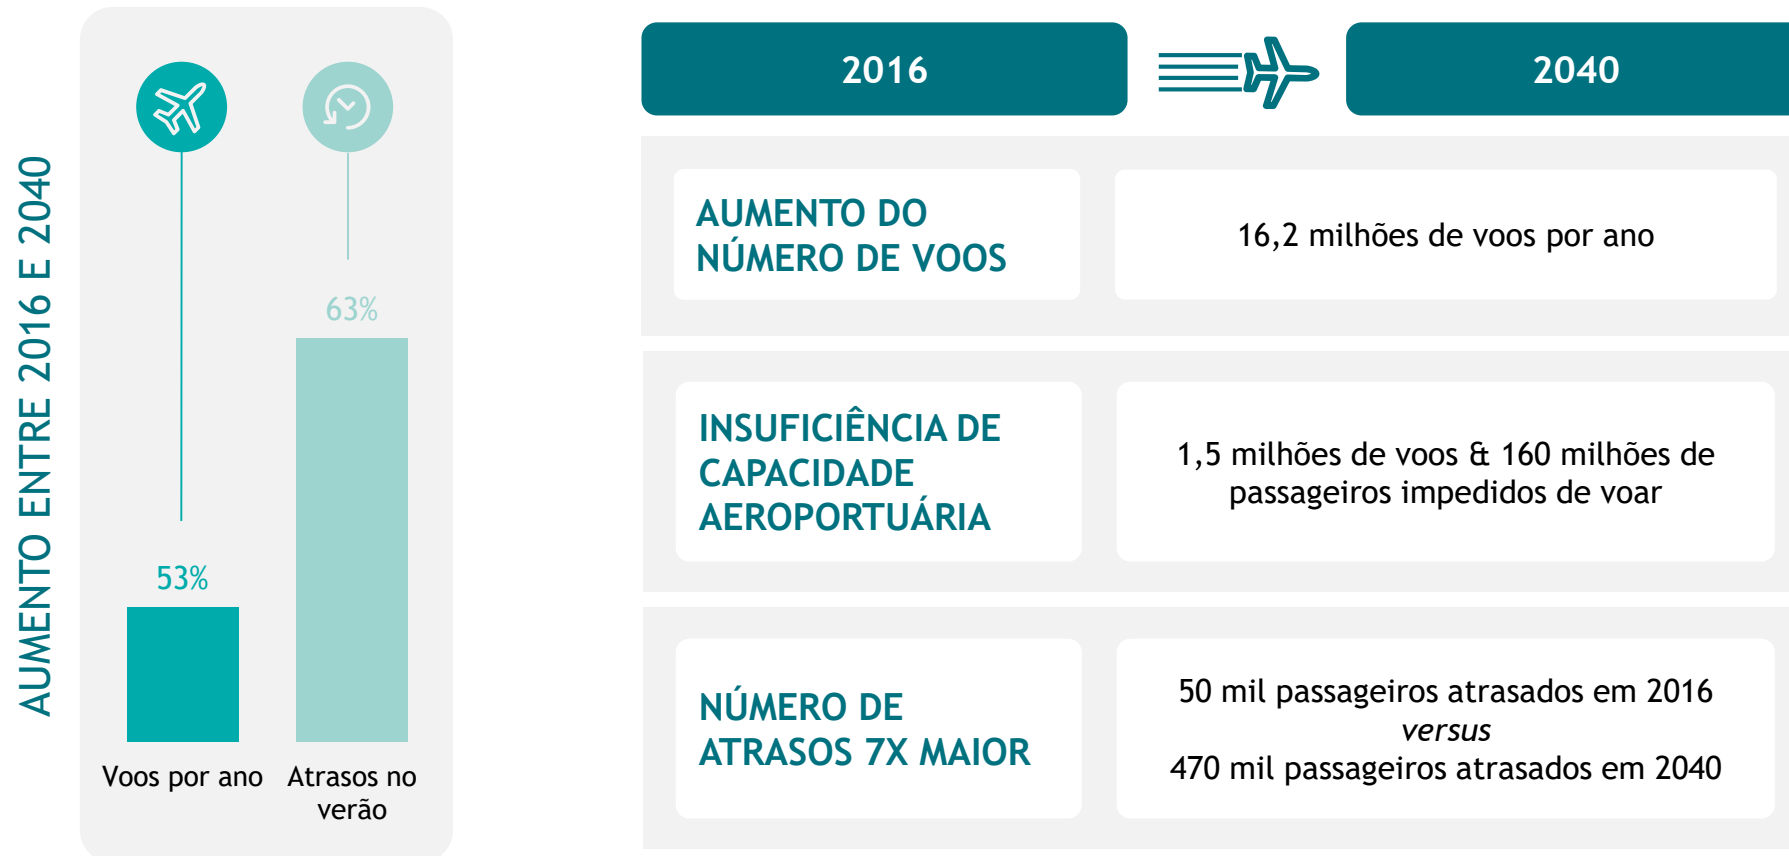 AUMENTO ENTRE 2016 E 2040
63%
53%
Voos por ano
Atrasos no
verão
2016
2040
AUMENTO DO
NÚMERO DE VOOS
16,2 milhões de voos por ano
INSUFICIÊNCIA DE
CAPACIDADE
AEROPORTUÁRIA
1,5 milhões de voos & 160 milhões de
passageiros impedidos de voar
NÚMERO DE
ATRASOS 7X MAIOR
50 mil passageiros atrasados em 2016
versus
470 mil passageiros atrasados em 2040